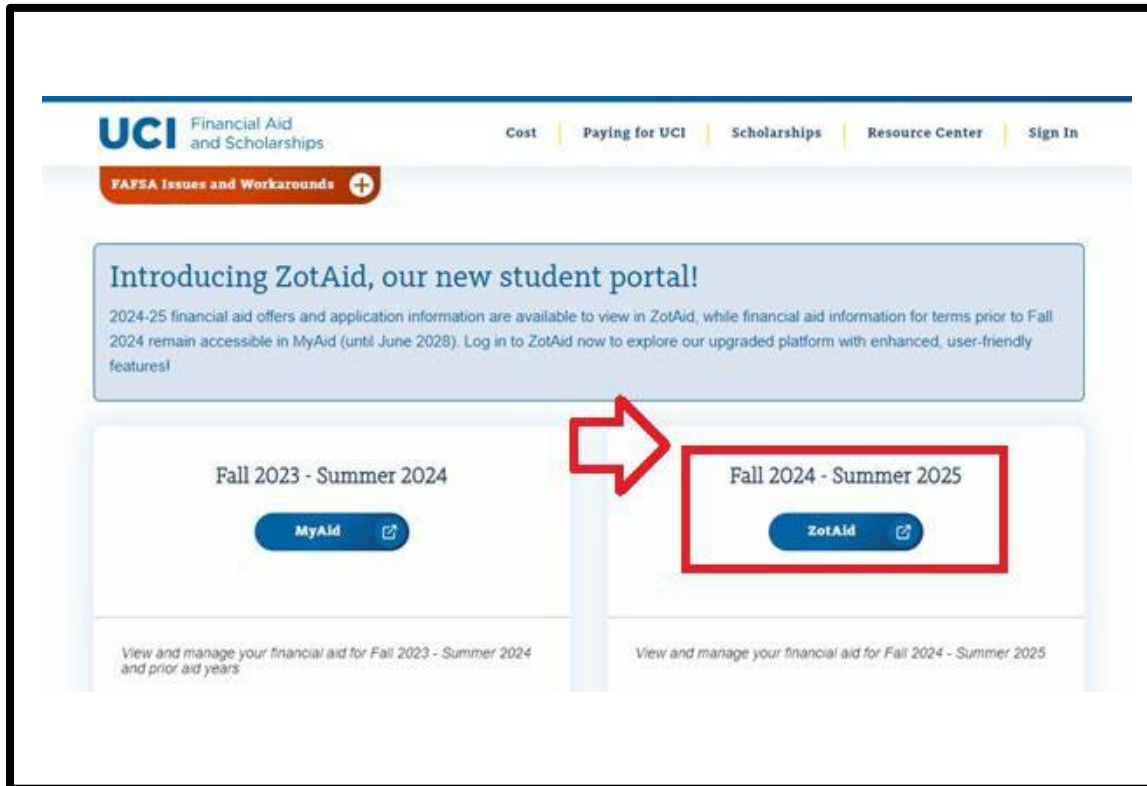 UCI Financial Aid
and Scholarships
Cost Paying for UCI Scholarships Resource Center Sign In
FAFSA Issues and Workarounds
Introducing ZotAid, our new student portal!
2024-25 financial aid offers and application information are available to view in ZotAid, while financial aid information for terms prior to Fall
2024 remain accessible in MyAid (until June 2028). Log in to ZotAid now to explore our upgraded platform with enhanced, user-friendly
features!
Fall 2023 - Summer 2024
MyAid
View and manage your financial aid for Fall 2023 - Summer 2024
and prior aid years
Fall 2024 - Summer 2025
ZotAid
View and manage your financial aid for Fall 2024 - Summer 2025